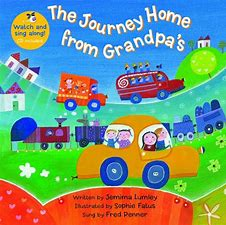 The Journey Home
from Grandpa's
Watch and
sing along!
Written by Jemima Lumley
Illustrated by Sophie Fatus
Sung by Fred Penner